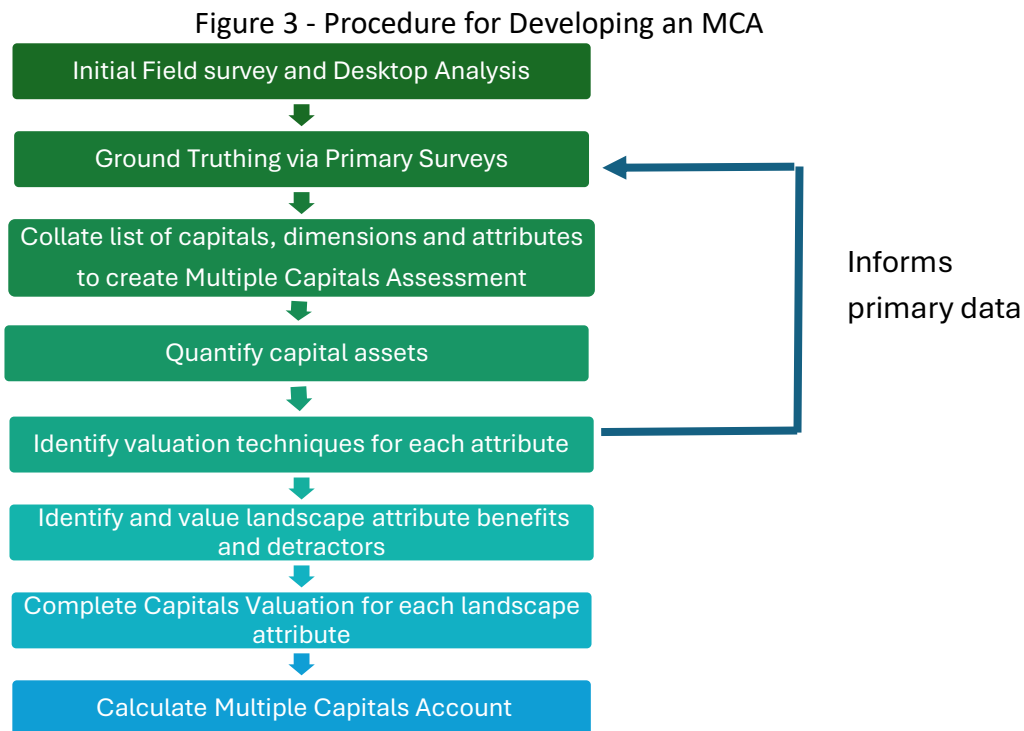 Figure 3 - Procedure for Developing an MCA
Initial Field survey and Desktop Analysis
Ground Truthing via Primary Surveys
Collate list of capitals, dimensions and attributes
to create Multiple Capitals Assessment
Quantify capital assets
Identify valuation techniques for each attribute
Identify and value landscape attribute benefits
and detractors
Complete Capitals Valuation for each landscape
attribute
Calculate Multiple Capitals Account
Informs
primary data